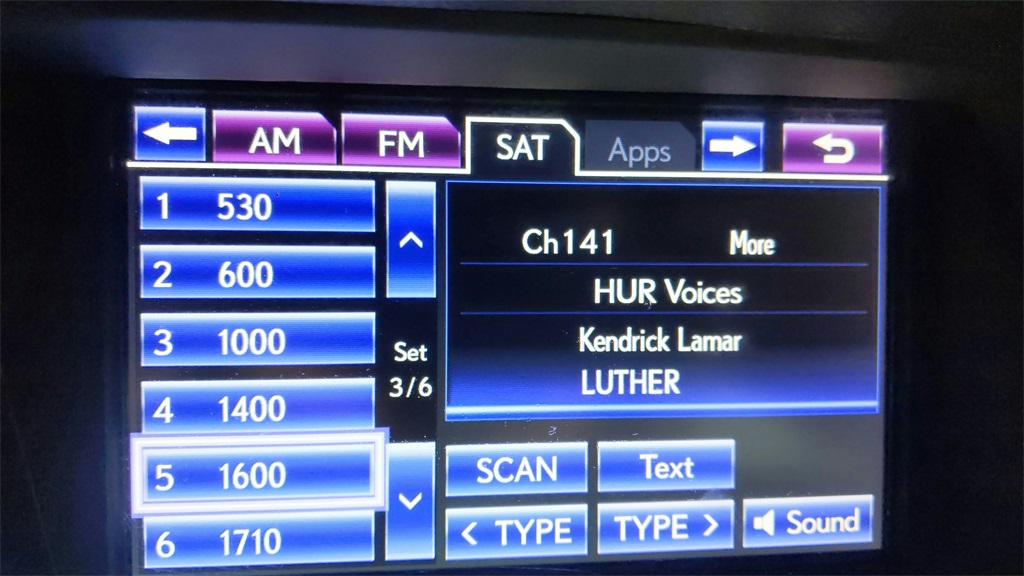 AM FM SAT Apps
1 530
2 600
3 1000
4 1400
5 1600
6 1710
Set
3/6
Ch141 More
HUR Voices
Kendrick Lamar
LUTHER
SCAN Text
< TYPE TYPE > Sound